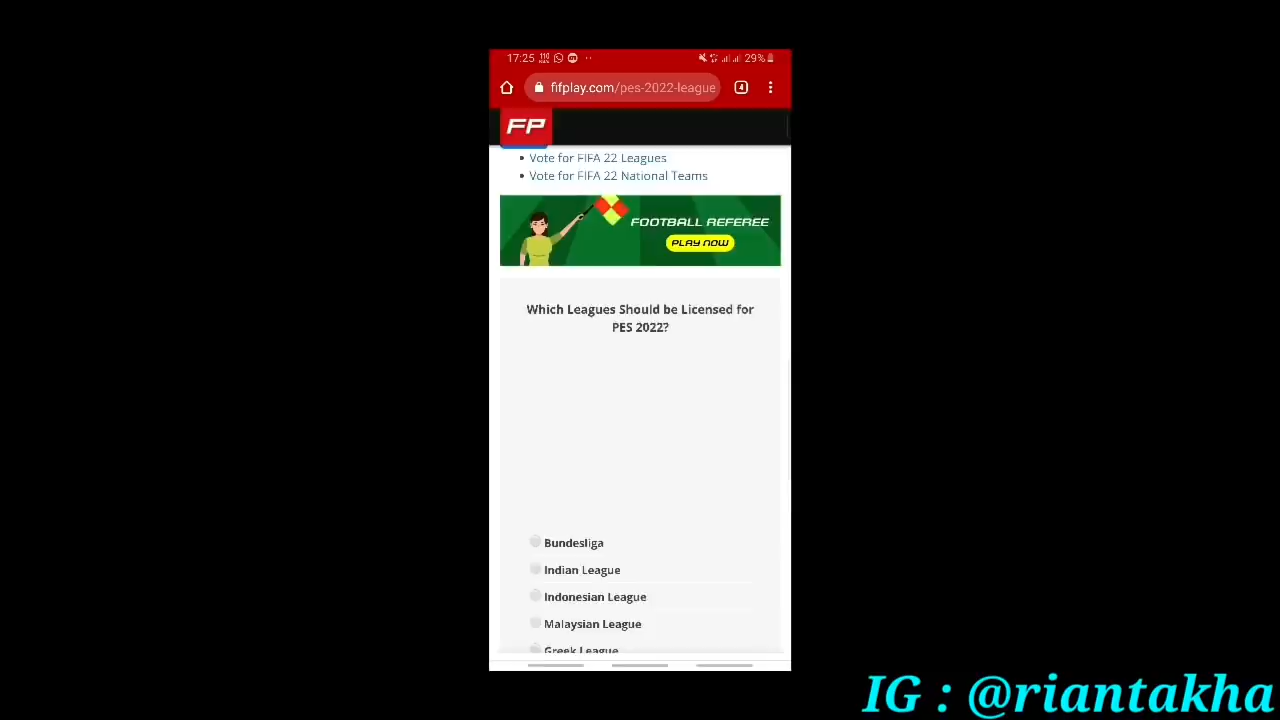 17:25
29%
fifplay.com/pes-2022-league
4
FP
Vote for FIFA 22 Leagues
Vote for FIFA 22 National Teams
FOOTBALL REFEREE
PLAY NOW
Which Leagues Should be Licensed for
PES 2022?
Bundesliga
Indian League
Indonesian League
Malaysian League
Greek League
IG : @riantakha